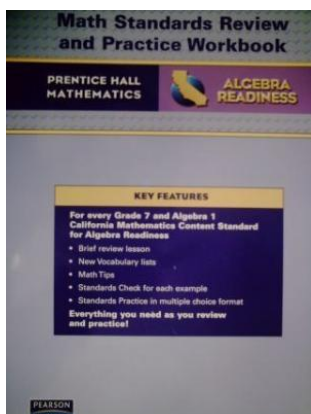 Math Standards Review
and Practice Workbook
PRENTICE HALL
MATHEMATICS
ALGEBRA
READINESS
KEY FEATURES
For every Grade 7 and Algebra 1
California Mathematics Content Standard
for Algebra Readiness
• Brief review lesson
• New Vocabulary lists
• Math Tips
• Standards Check for each example
• Standards Practice in multiple choice format
Everything you need as you review
and practice!
PEARSON